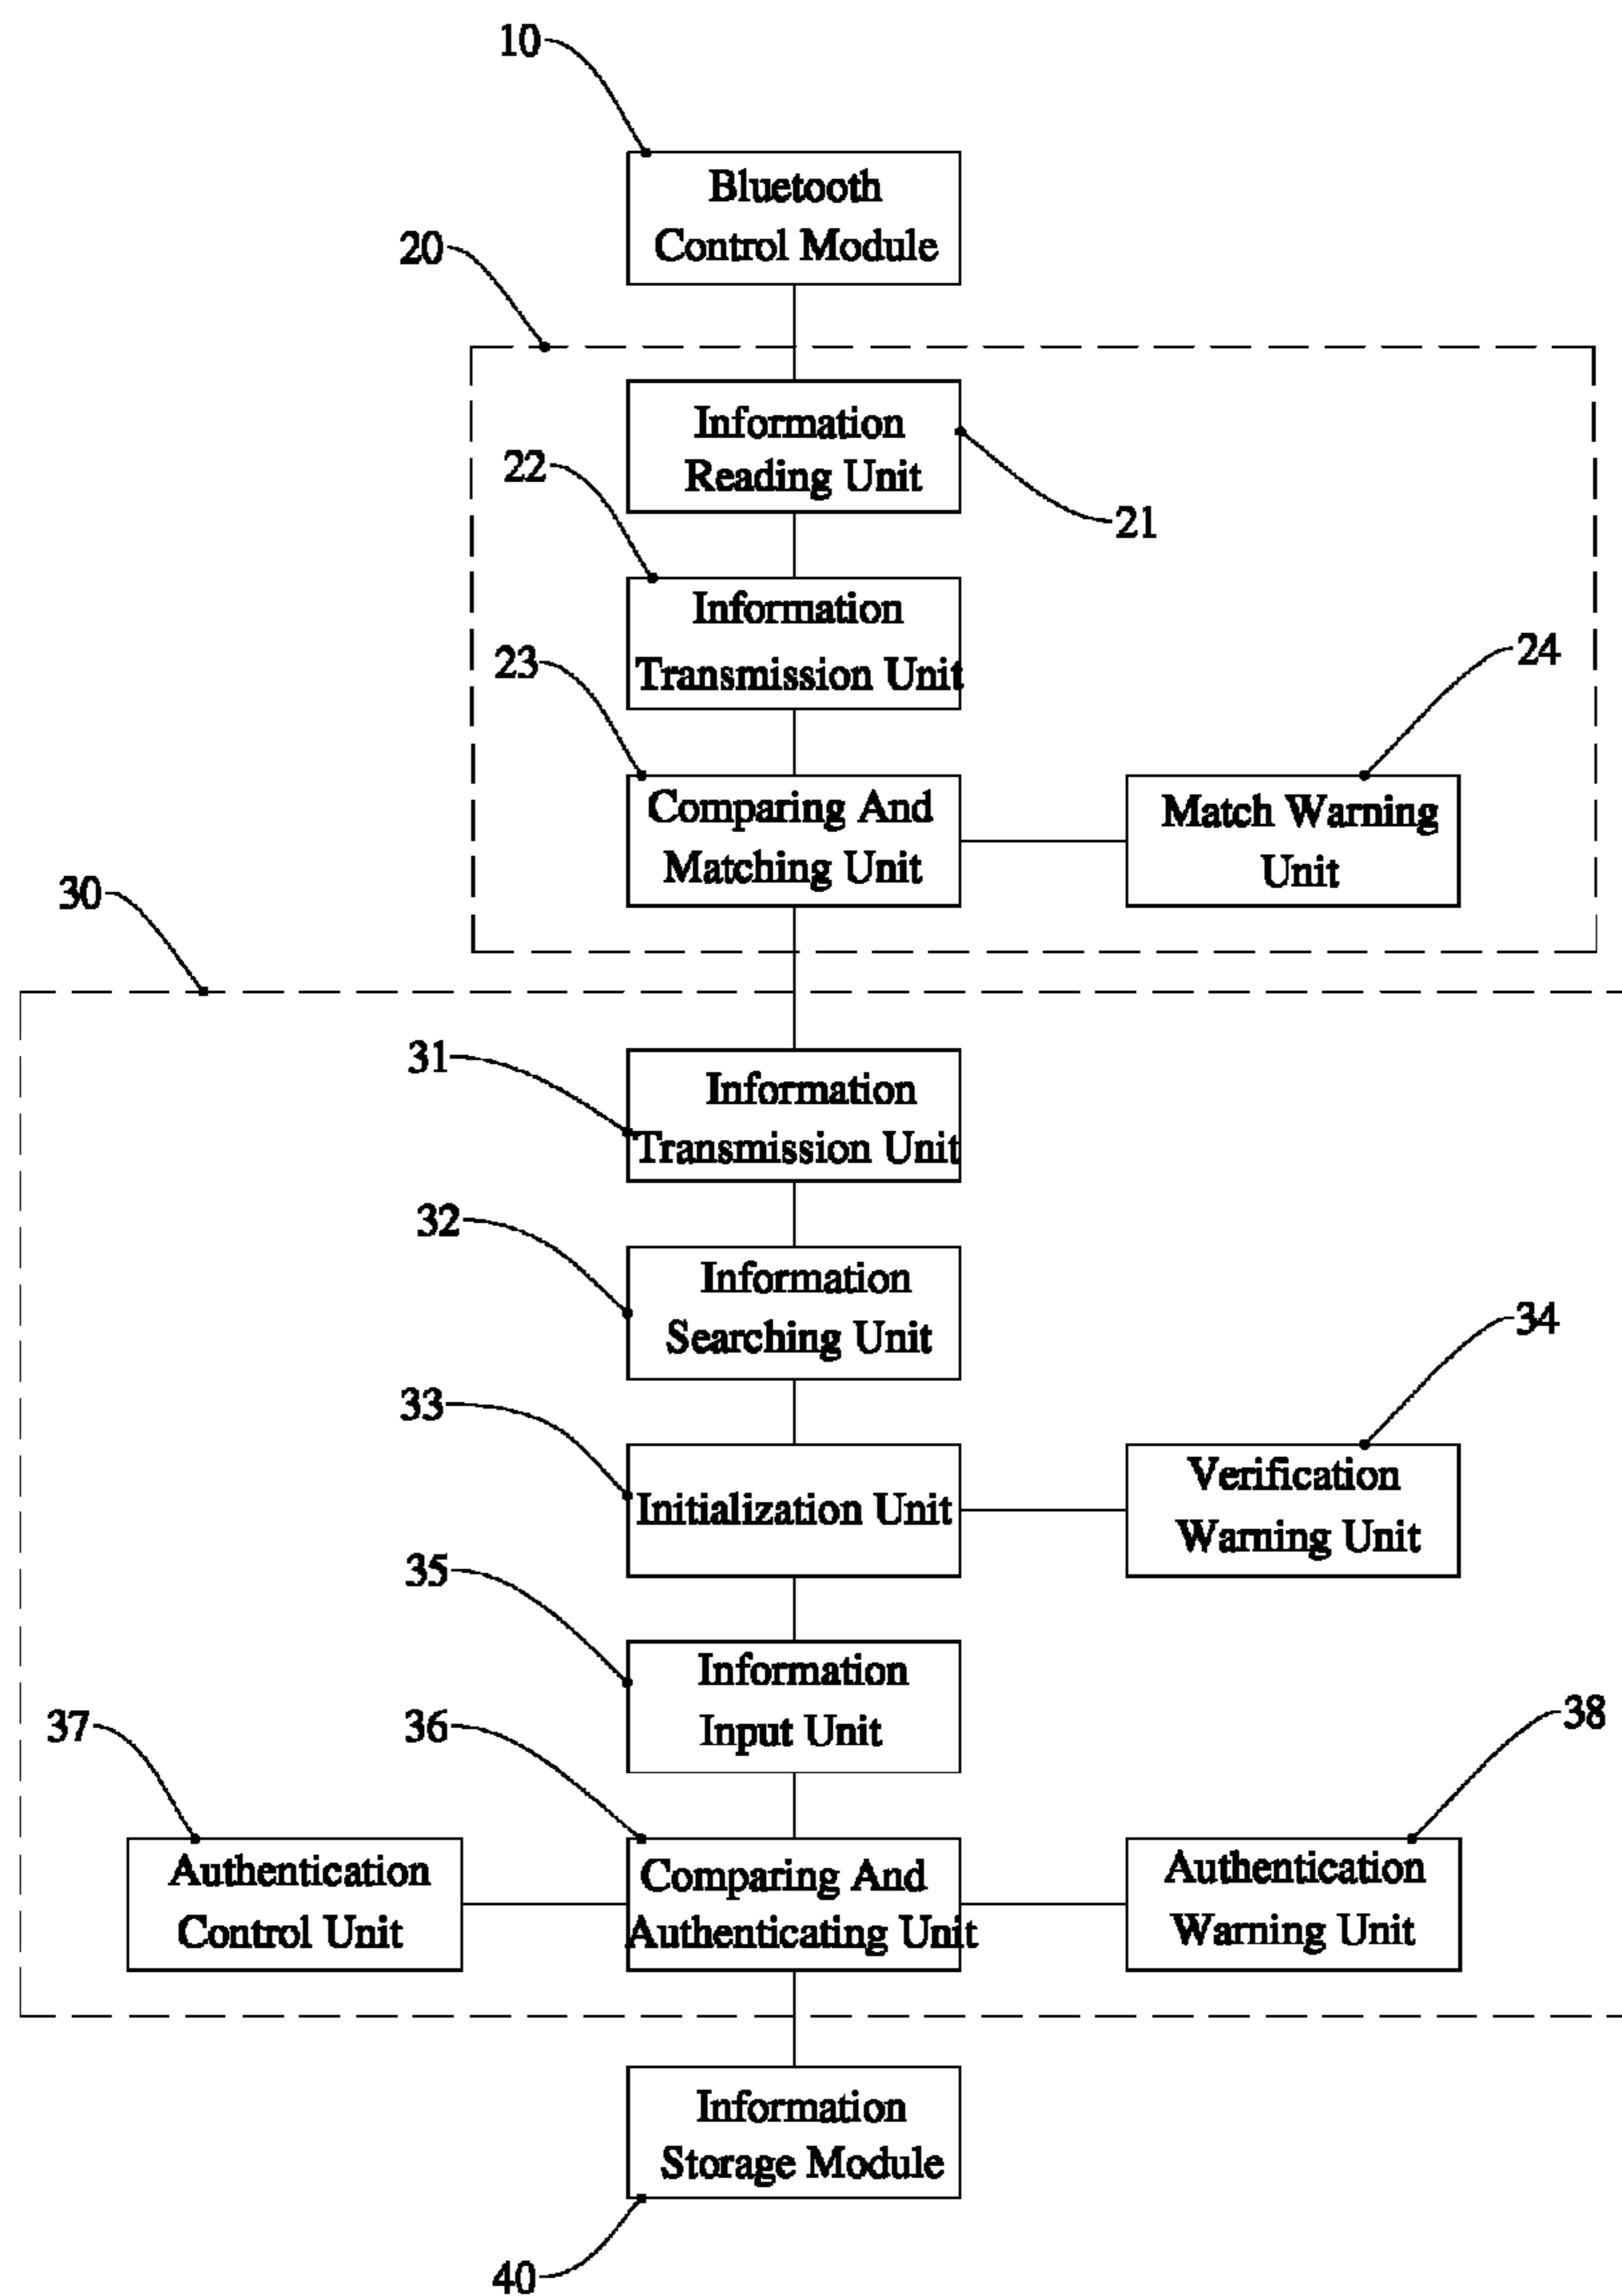 10
Bluetooth
Control Module
20
Information
Reading Unit
22
21
Information
Transmission Unit
23
24
Comparing And
Matching Unit
Match Warning
Unit
30
31
Information
Transmission Unit
32
Information
Searching Unit
34
33
Initialization Unit
Verification
Warning Unit
35
Information
Input Unit
37
36
38
Authentication
Control Unit
Comparing And
Authenticating Unit
Authentication
Warning Unit
Information
Storage Module
40